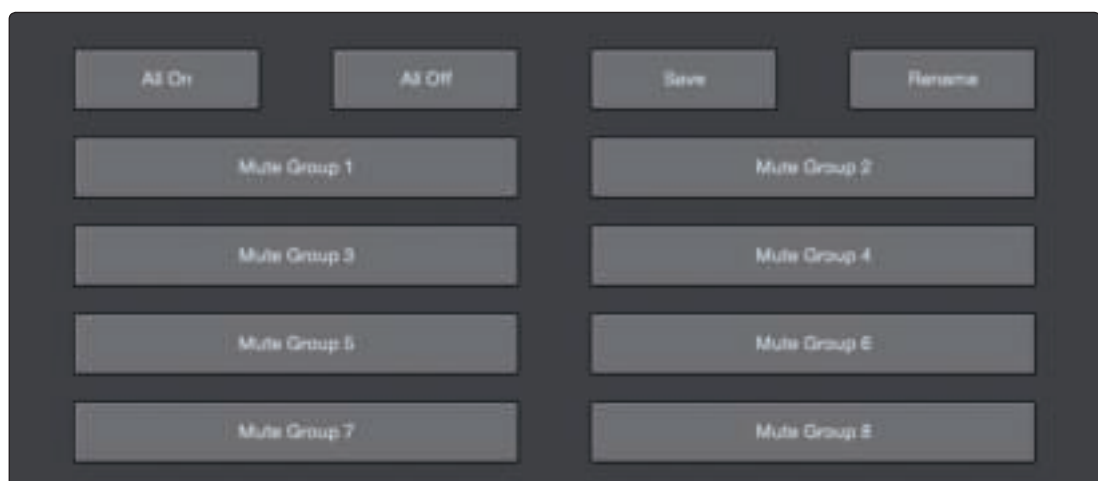 All On All Off Save Rename
Mute Group 1 Mute Group 2
Mute Group 3 Mute Group 4
Mute Group 5 Mute Group 6
Mute Group 7 Mute Group 8